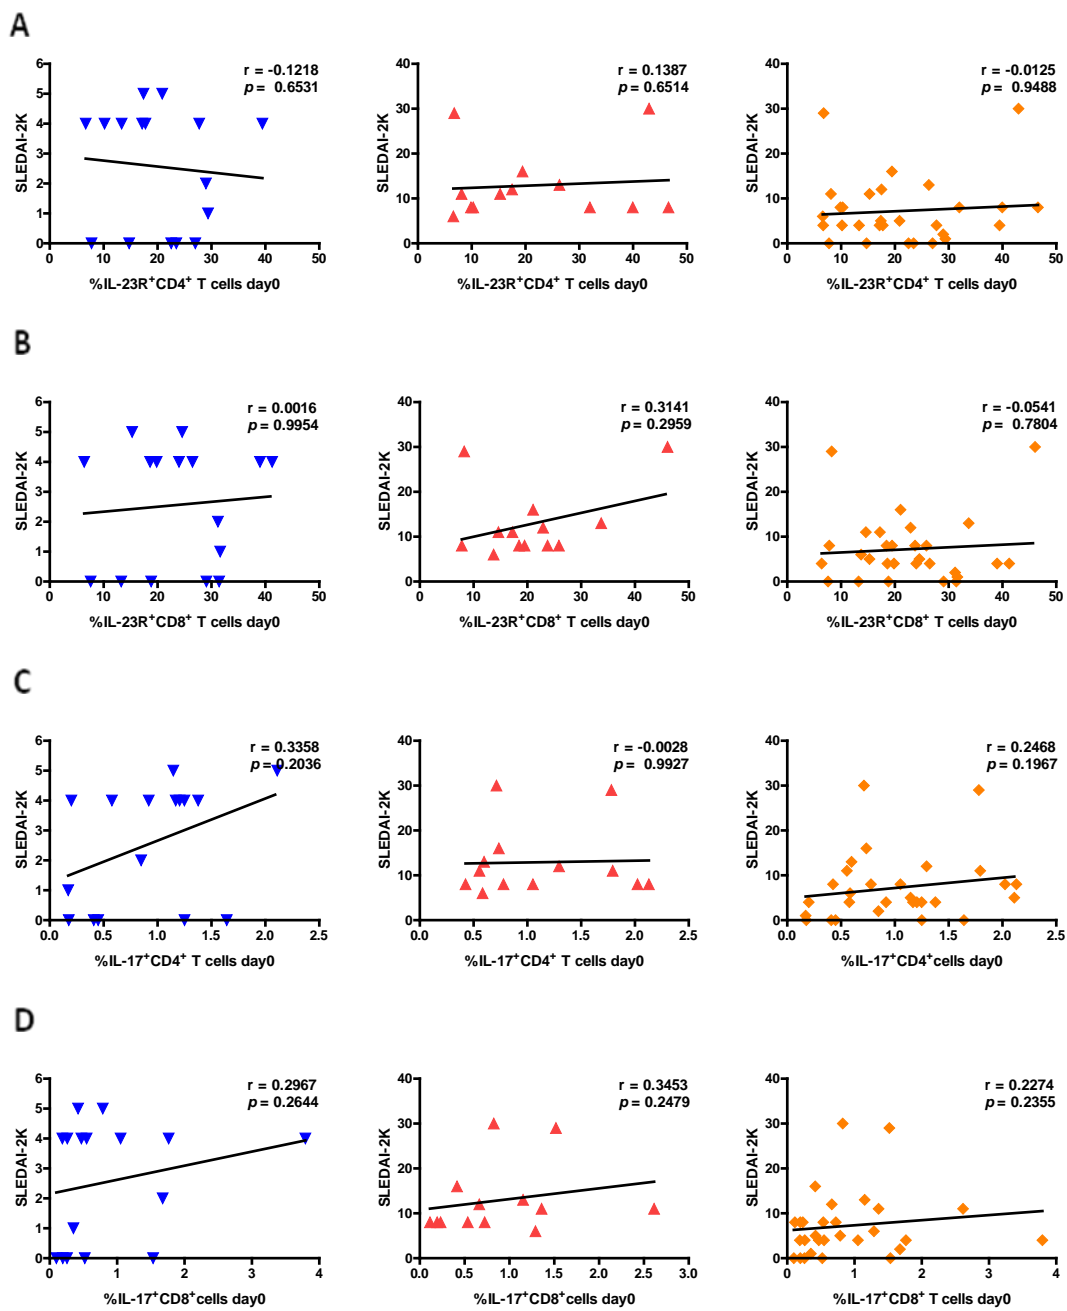 A
r = -0.1218
p = 0.6531
SLEDAI-2K
6
5
4
3
2
1
0
0 10 20 30 40 50
%IL-23R⁺CD4⁺ T cells day0
r = 0.1387
p = 0.6514
SLEDAI-2K
40
30
20
10
0
0 10 20 30 40 50
%IL-23R⁺CD4⁺ T cells day0
r = -0.0125
p = 0.9488
SLEDAI-2K
40
30
20
10
0
0 10 20 30 40 50
%IL-23R⁺CD4⁺ T cells day0
B
r = 0.0016
p = 0.9954
SLEDAI-2K
6
5
4
3
2
1
0
0 10 20 30 40 50
%IL-23R⁺CD8⁺ T cells day0
r = 0.3141
p = 0.2959
SLEDAI-2K
40
30
20
10
0
0 10 20 30 40 50
%IL-23R⁺CD8⁺ T cells day0
r = -0.0541
p = 0.7804
SLEDAI-2K
40
30
20
10
0
0 10 20 30 40 50
%IL-23R⁺CD8⁺ T cells day0
C
r = 0.3358
p = 0.2036
SLEDAI-2K
6
5
4
3
2
1
0
0.0 0.5 1.0 1.5 2.0 2.5
%IL-17⁺CD4⁺ T cells day0
r = -0.0028
p = 0.9927
SLEDAI-2K
40
30
20
10
0
0.0 0.5 1.0 1.5 2.0 2.5
%IL-17⁺CD4⁺ T cells day0
r = 0.2468
p = 0.1967
SLEDAI-2K
40
30
20
10
0
0.0 0.5 1.0 1.5 2.0 2.5
%IL-17⁺CD4⁺cells day0
D
r = 0.2967
p = 0.2644
SLEDAI-2K
6
5
4
3
2
1
0
0 1 2 3 4
%IL-17⁺CD8⁺cells day0
r = 0.3453
p = 0.2479
SLEDAI-2K
40
30
20
10
0
0.0 0.5 1.0 1.5 2.0 2.5 3.0
%IL-17⁺CD8⁺cells day0
r = 0.2274
p = 0.2355
SLEDAI-2K
40
30
20
10
0
0 1 2 3 4
%IL-17⁺CD8⁺ T cells day0